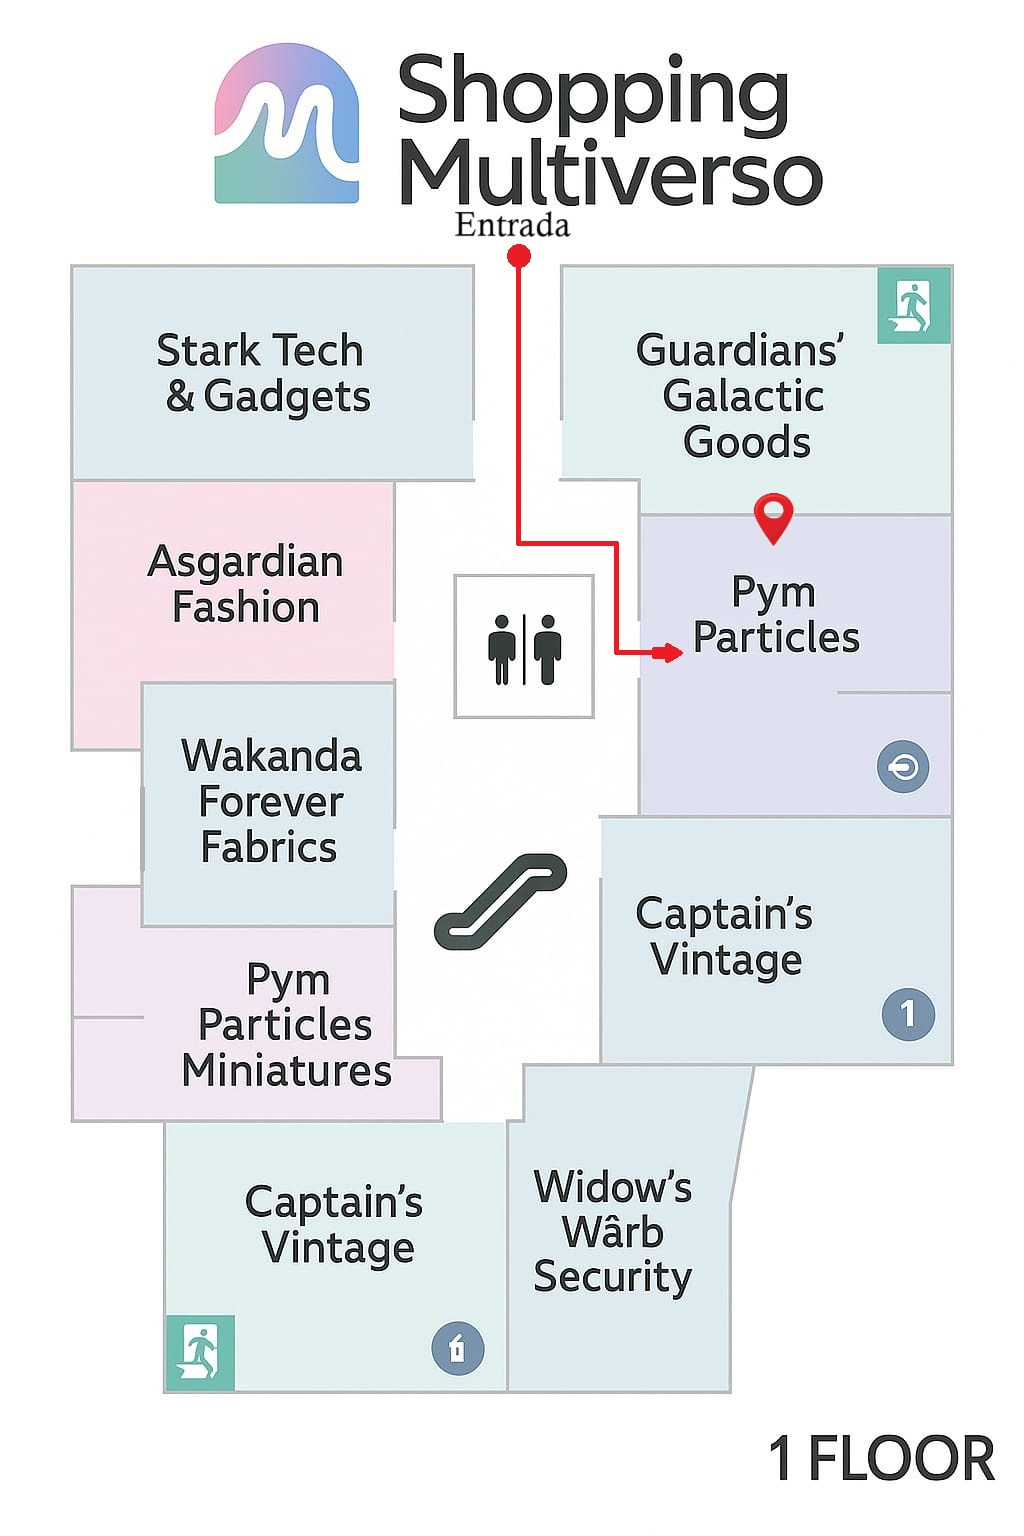 Shopping
Multiverso
Entrada
Stark Tech
& Gadgets
Guardians'
Galactic
Goods
Asgardian
Fashion
Pym
Particles
Wakanda
Forever
Fabrics
Captain's
Vintage
1
Pym
Particles
Miniatures
Captain's
Vintage
Widow's
Wârb
Security
1 FLOOR